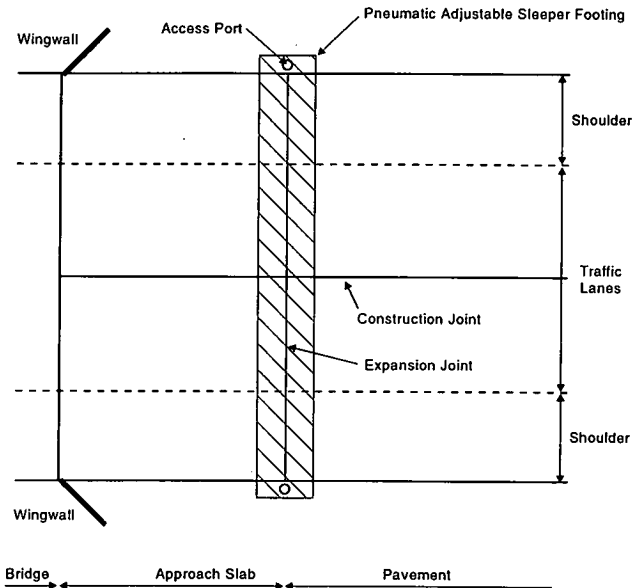 Pneumatic Adjustable Sleeper Footing
Access Port
Wingwall
Shoulder
Traffic
Lanes
Construction Joint
Expansion Joint
Shoulder
Wingwall
Bridge
Approach Slab
Pavement